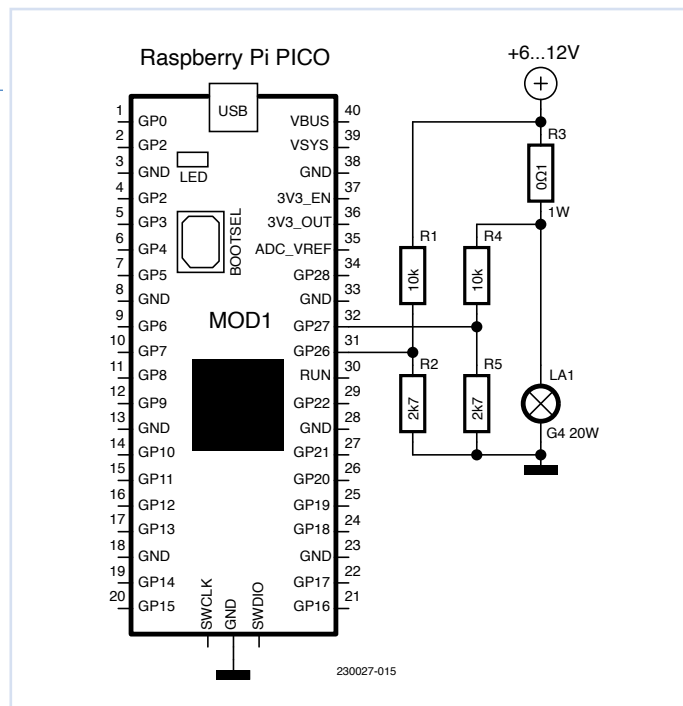 Raspberry Pi PICO
+6...12V
USB
LED
BOOTSEL
MOD1
1 GP0
2 GP2
3 GND
4 GP2
5 GP3
6 GP4
7 GP5
8 GND
9 GP6
10 GP7
11 GP8
12 GP9
13 GND
14 GP10
15 GP11
16 GP12
17 GP13
18 GND
19 GP14
20 GP15
VBUS 40
VSYS 39
GND 38
3V3_EN 37
3V3_OUT 36
ADC_VREF 35
GP28 34
GND 33
GP27 32
GP26 31
RUN 30
GP22 29
GND 28
GP21 27
GP20 26
GP19 25
GP18 24
GND 23
GP17 22
GP16 21
SWCLK
GND
SWDIO
R3
0Ω1
1W
R1
10k
R4
10k
R2
2k7
R5
2k7
LA1
G4 20W
230027-015